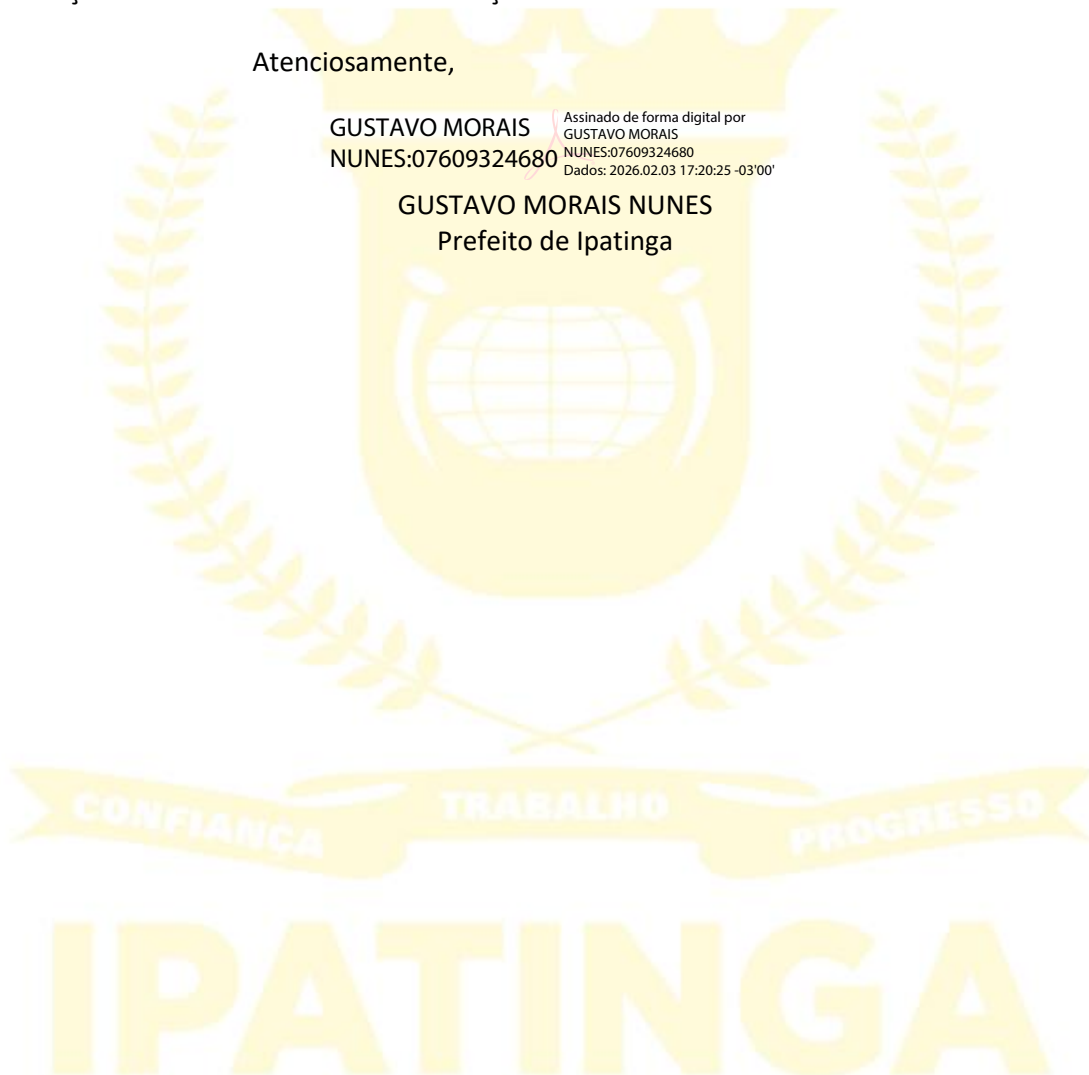 Atenciosamente,
GUSTAVO MORAIS
NUNES:07609324680
Assinado de forma digital por
GUSTAVO MORAIS
NUNES:07609324680
Dados: 2026.02.03 17:20:25 -03'00'
GUSTAVO MORAIS NUNES
Prefeito de Ipatinga
CONFIANÇA
TRABALHO
PROGRESSO
IPATINGA